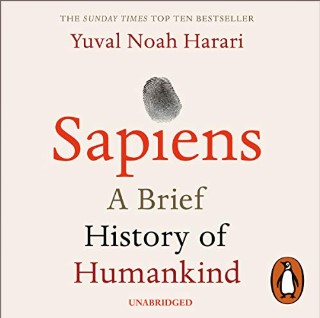 THE SUNDAY TIMES TOP TEN BESTSELLER
Yuval Noah Harari
Sapiens
A Brief
History of
Humankind
UNABRIDGED